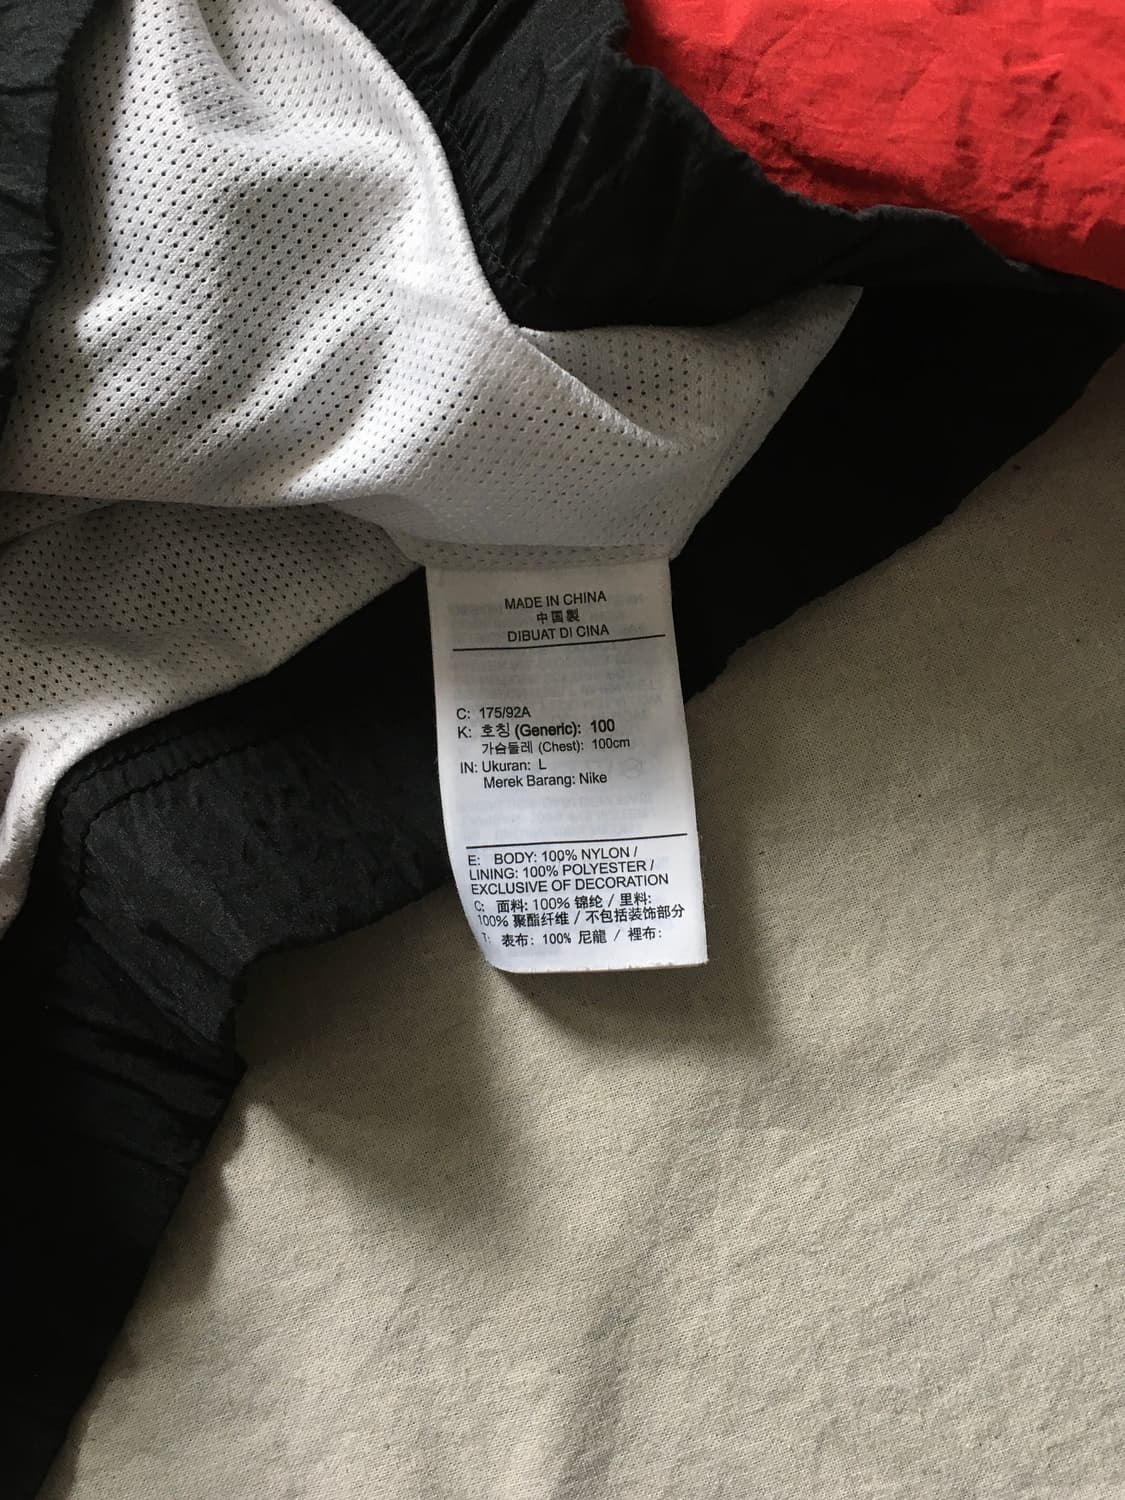 MADE IN CHINA
中国製
DIBUAT DI CINA
C: 175/92A
K: 호칭 (Generic): 100
가슴둘레 (Chest): 100cm
IN: Ukuran: L
Merek Barang: Nike
E: BODY: 100% NYLON /
LINING: 100% POLYESTER /
EXCLUSIVE OF DECORATION
C: 面料: 100% 锦纶 / 里料:
100% 聚酯纤维 / 不包括装饰部分
T: 表布: 100% 尼龍 / 裡布: